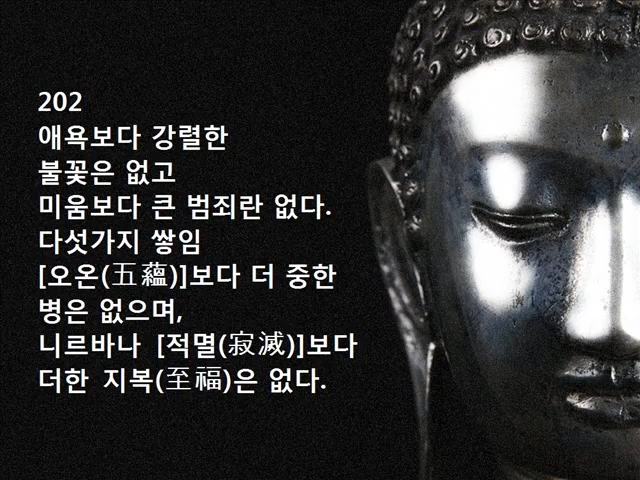 202
애욕보다 강렬한
불꽃은 없고
미움보다 큰 범죄란 없다.
다섯가지 쌓임
[오온(五蘊)]보다 더 중한
병은 없으며,
니르바나 [적멸(寂滅)]보다
더한 지복(至福)은 없다.